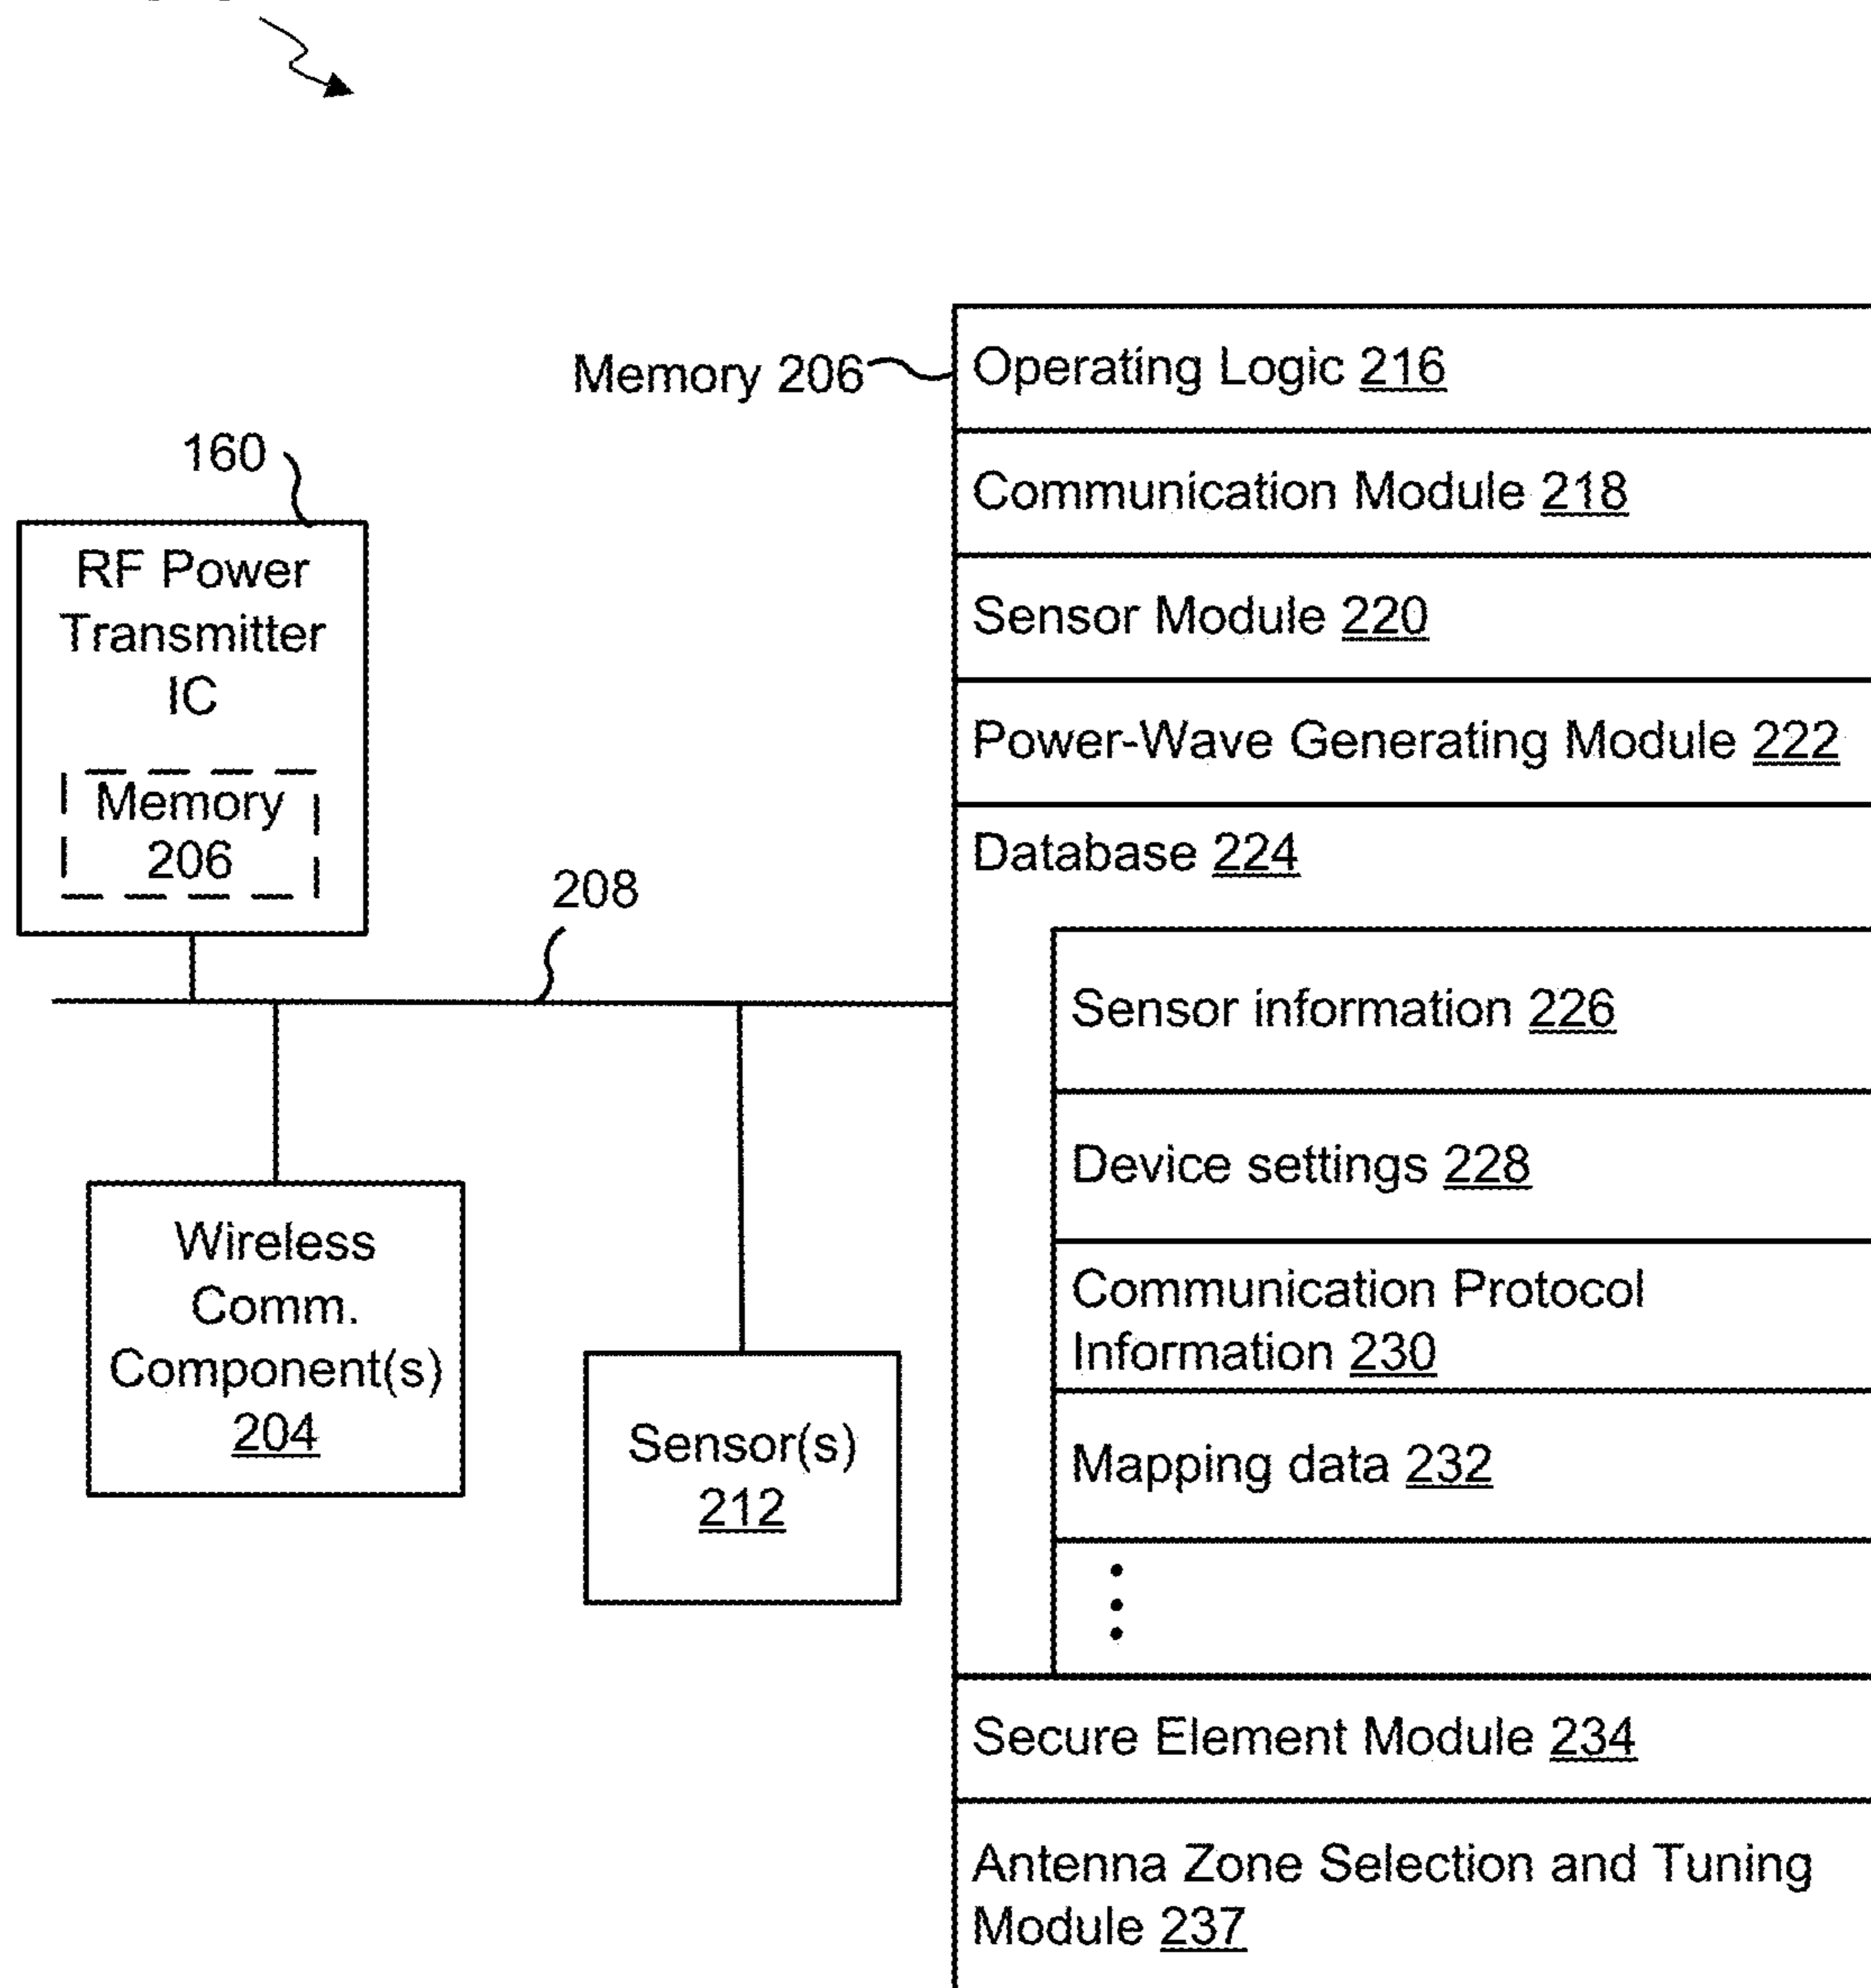 Memory 206
Operating Logic 216
Communication Module 218
Sensor Module 220
Power-Wave Generating Module 222
Database 224
Sensor information 226
Device settings 228
Communication Protocol
Information 230
Mapping data 232
Secure Element Module 234
Antenna Zone Selection and Tuning
Module 237
160
RF Power
Transmitter
IC
Memory
206
208
Wireless
Comm.
Component(s)
204
Sensor(s)
212